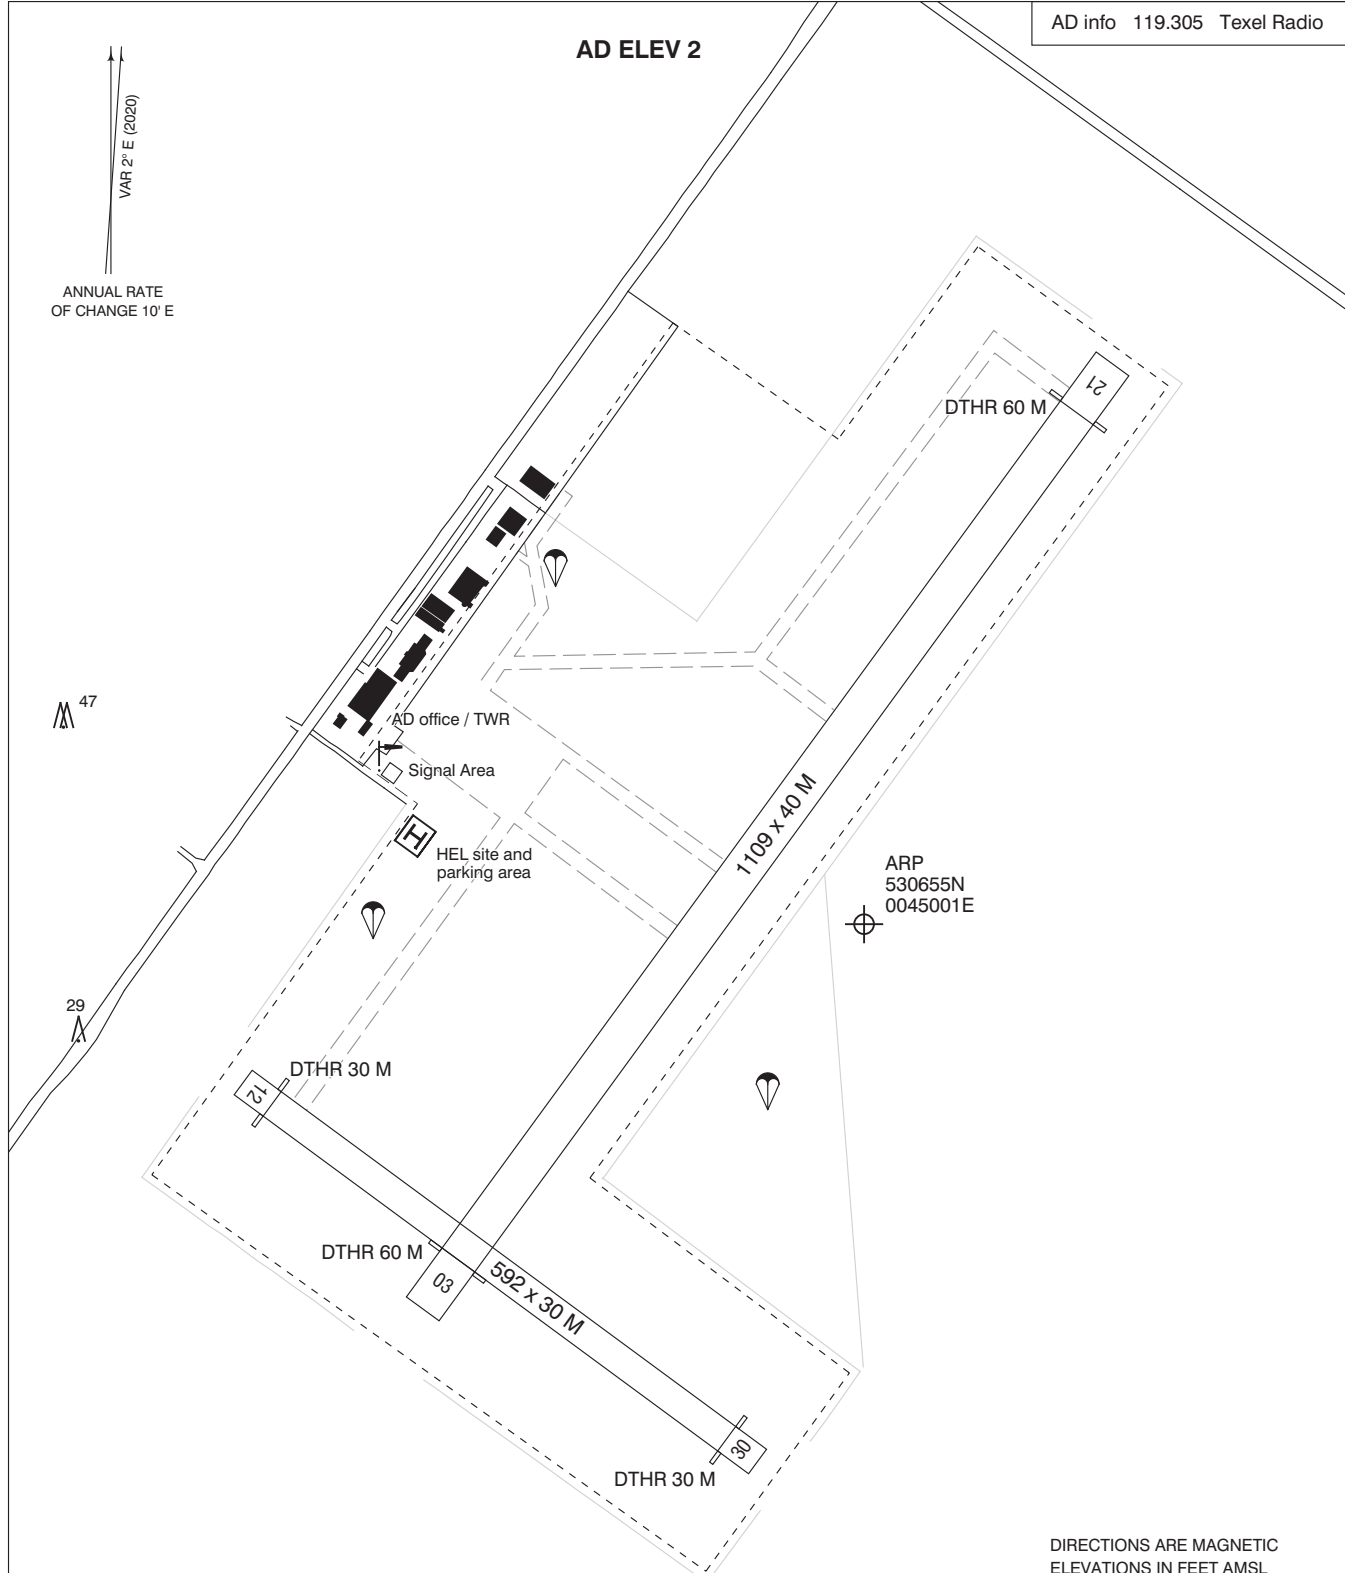 AD info 119.305 Texel Radio
AD ELEV 2
VAR 2° E (2020)
ANNUAL RATE
OF CHANGE 10' E
21
DTHR 60 M
47
AD office / TWR
Signal Area
1109 x 40 M
H
HEL site and
parking area
ARP
530655N
0045001E
29
DTHR 30 M
12
DTHR 60 M
03
592 x 30 M
30
DTHR 30 M
DIRECTIONS ARE MAGNETIC
ELEVATIONS IN FEET AMSL